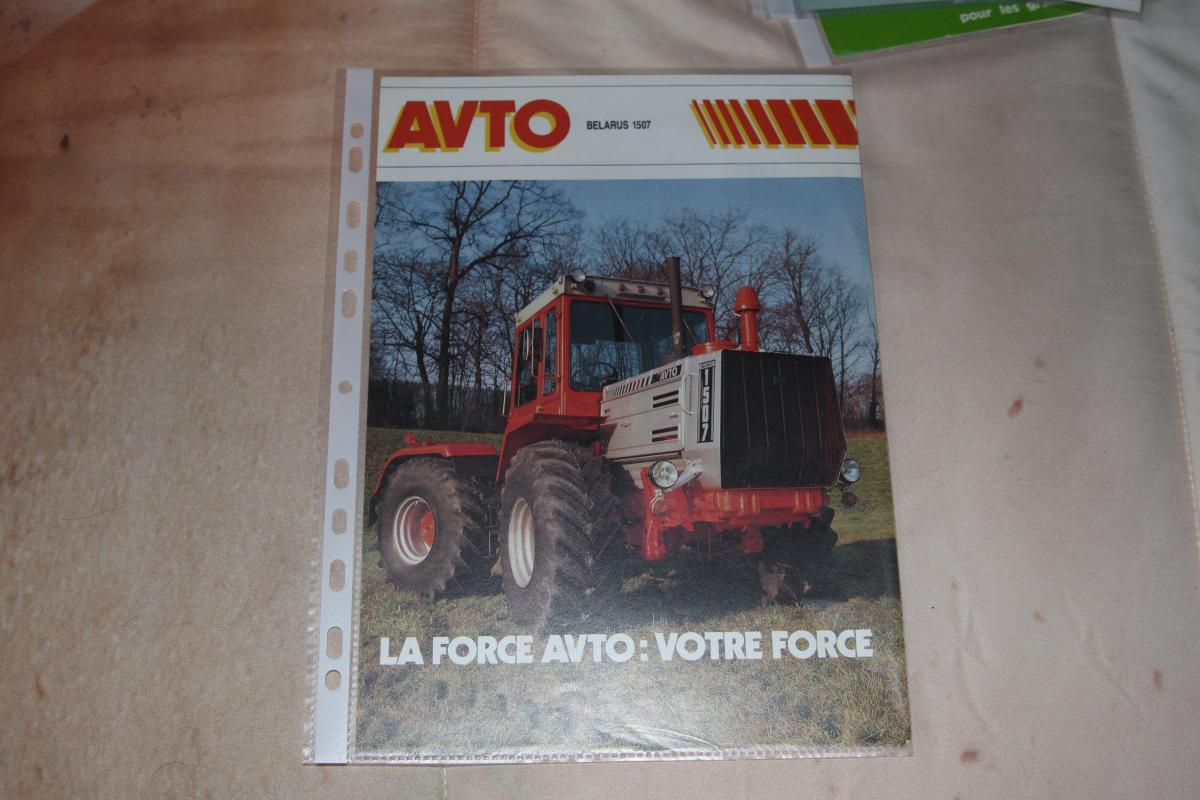 pour les
AVTO
BELARUS 1507
AVTO
1507
LA FORCE AVTO : VOTRE FORCE